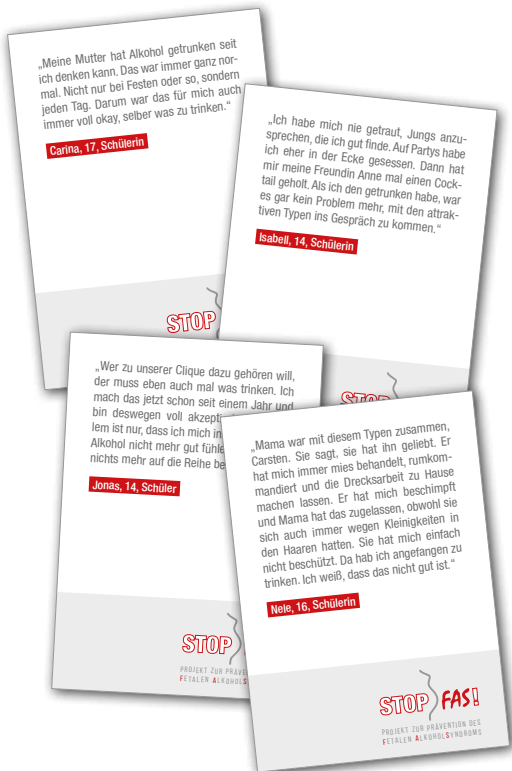 „Meine Mutter hat Alkohol getrunken seit
ich denken kann. Das war immer ganz nor-
mal. Nicht nur bei Festen oder so, sondern
jeden Tag. Darum war das für mich auch
immer voll okay, selber was zu trinken.“
Carina, 17, Schülerin
STOP
„Ich habe mich nie getraut, Jungs anzu-
sprechen, die ich gut finde. Auf Partys habe
ich eher in der Ecke gesessen. Dann hat
mir meine Freundin Anne mal einen Cock-
tail geholt. Als ich den getrunken habe, war
es gar kein Problem mehr, mit den attrak-
tiven Typen ins Gespräch zu kommen.“
Isabell, 14, Schülerin
STOP
„Wer zu unserer Clique dazu gehören will,
der muss eben auch mal was trinken. Ich
mach das jetzt schon seit einem Jahr und
bin deswegen voll
ist nur, dass ich mich
Alkohol nicht mehr gut
nichts mehr auf die Reihe
Jonas, 14, Schüler
STOP
PROJEKT ZUR
FETALEN
„Mama war mit diesem Typen zusammen,
Carsten. Sie sagt, sie hat ihn geliebt. Er
hat mich immer mies behandelt, rumkom-
mandiert und die Drecksarbeit zu Hause
machen lassen. Er hat mich beschimpft
und Mama hat das zugelassen, obwohl sie
sich auch immer wegen Kleinigkeiten in
den Haaren hatten. Sie hat mich einfach
nicht beschützt. Da hab ich angefangen zu
trinken. Ich weiß, dass das nicht gut ist.“
Nele, 16, Schülerin
STOP FAS!
PROJEKT ZUR PRÄVENTION DES
FETALEN ALKOHOLSYNDROMS